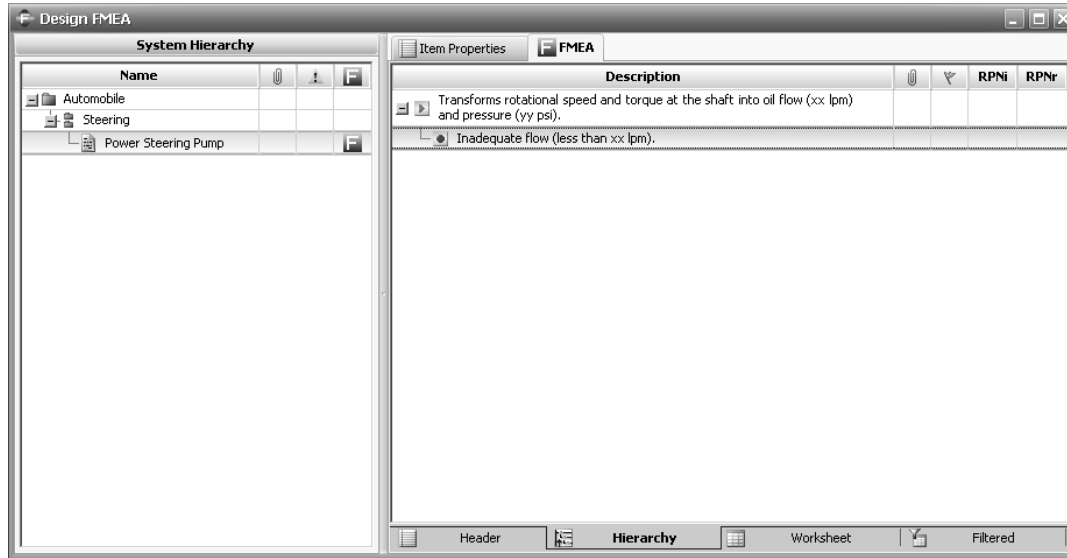 Design FMEA
System Hierarchy
Item Properties
FMEA
Name
Description
RPNi
RPNr
Automobile
Transforms rotational speed and torque at the shaft into oil flow (xx lpm)
and pressure (yy psi).
Steering
Power Steering Pump
Inadequate flow (less than xx lpm).
Header
Hierarchy
Worksheet
Filtered